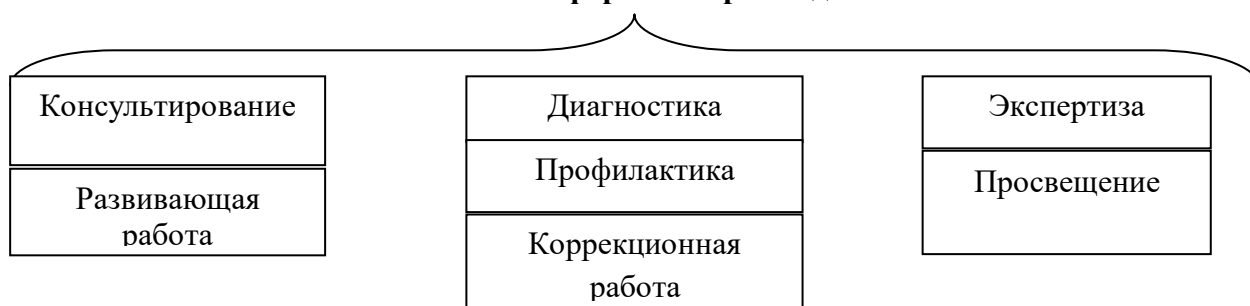 Консультирование
Развивающая
работа
Диагностика
Профилактика
Коррекционная
работа
Экспертиза
Просвещение